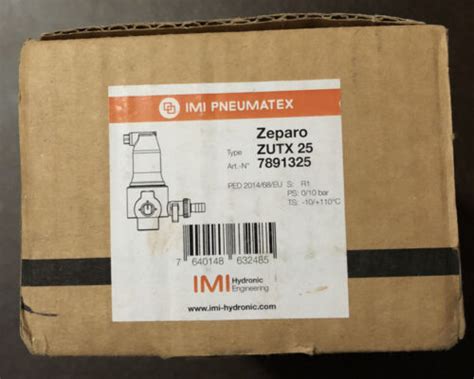 IMI PNEUMATEX
Zeparo
Type ZUTX 25
Art.-N° 7891325
PED 2014/68/EU S: R1
PS: 0/10 bar
TS: -10/+110°C
7 640148 632485
IMI Hydronic
Engineering
www.imi-hydronic.com